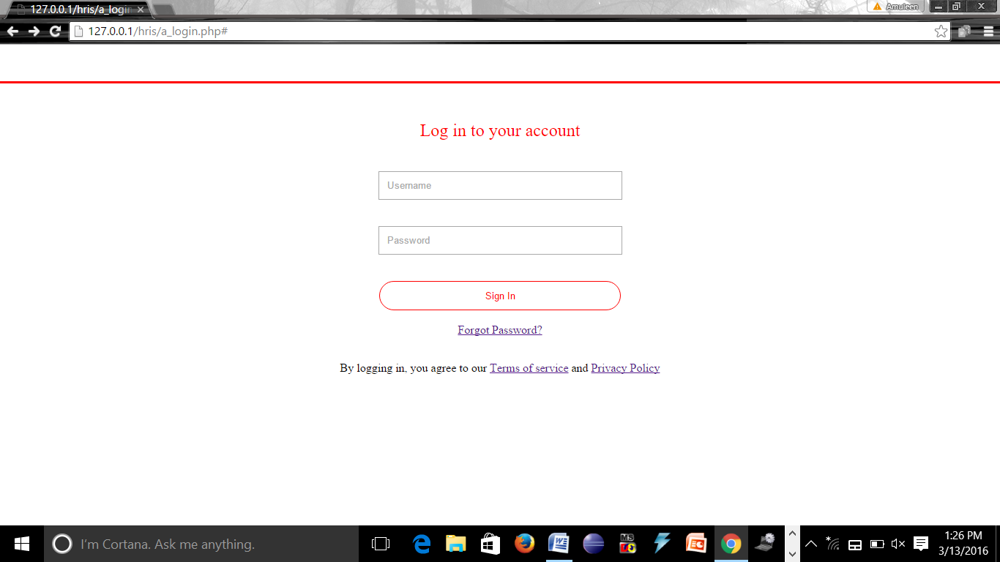 127.0.0.1/hris/a_login
Amuleen
127.0.0.1/hris/a_login.php#
Log in to your account
Username
Password
Sign In
Forgot Password?
By logging in, you agree to our Terms of service and Privacy Policy
I'm Cortana. Ask me anything.
1:26 PM
3/13/2016